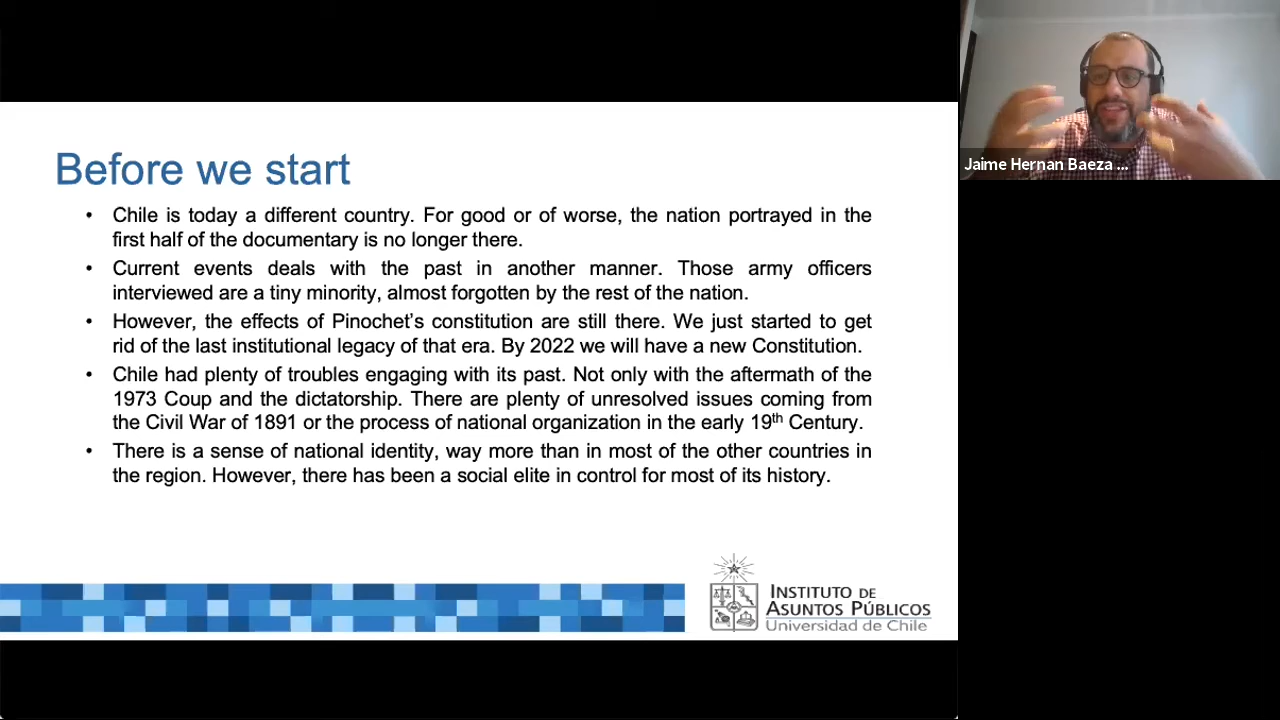 Before we start
• Chile is today a different country. For good or of worse, the nation portrayed in the
first half of the documentary is no longer there.
• Current events deals with the past in another manner. Those army officers
interviewed are a tiny minority, almost forgotten by the rest of the nation.
• However, the effects of Pinochet’s constitution are still there. We just started to get
rid of the last institutional legacy of that era. By 2022 we will have a new Constitution.
• Chile had plenty of troubles engaging with its past. Not only with the aftermath of the
1973 Coup and the dictatorship. There are plenty of unresolved issues coming from
the Civil War of 1891 or the process of national organization in the early 19th Century.
• There is a sense of national identity, way more than in most of the other countries in
the region. However, there has been a social elite in control for most of its history.
INSTITUTO DE
ASUNTOS PÚBLICOS
Universidad de Chile
Jaime Hernan Baeza ...